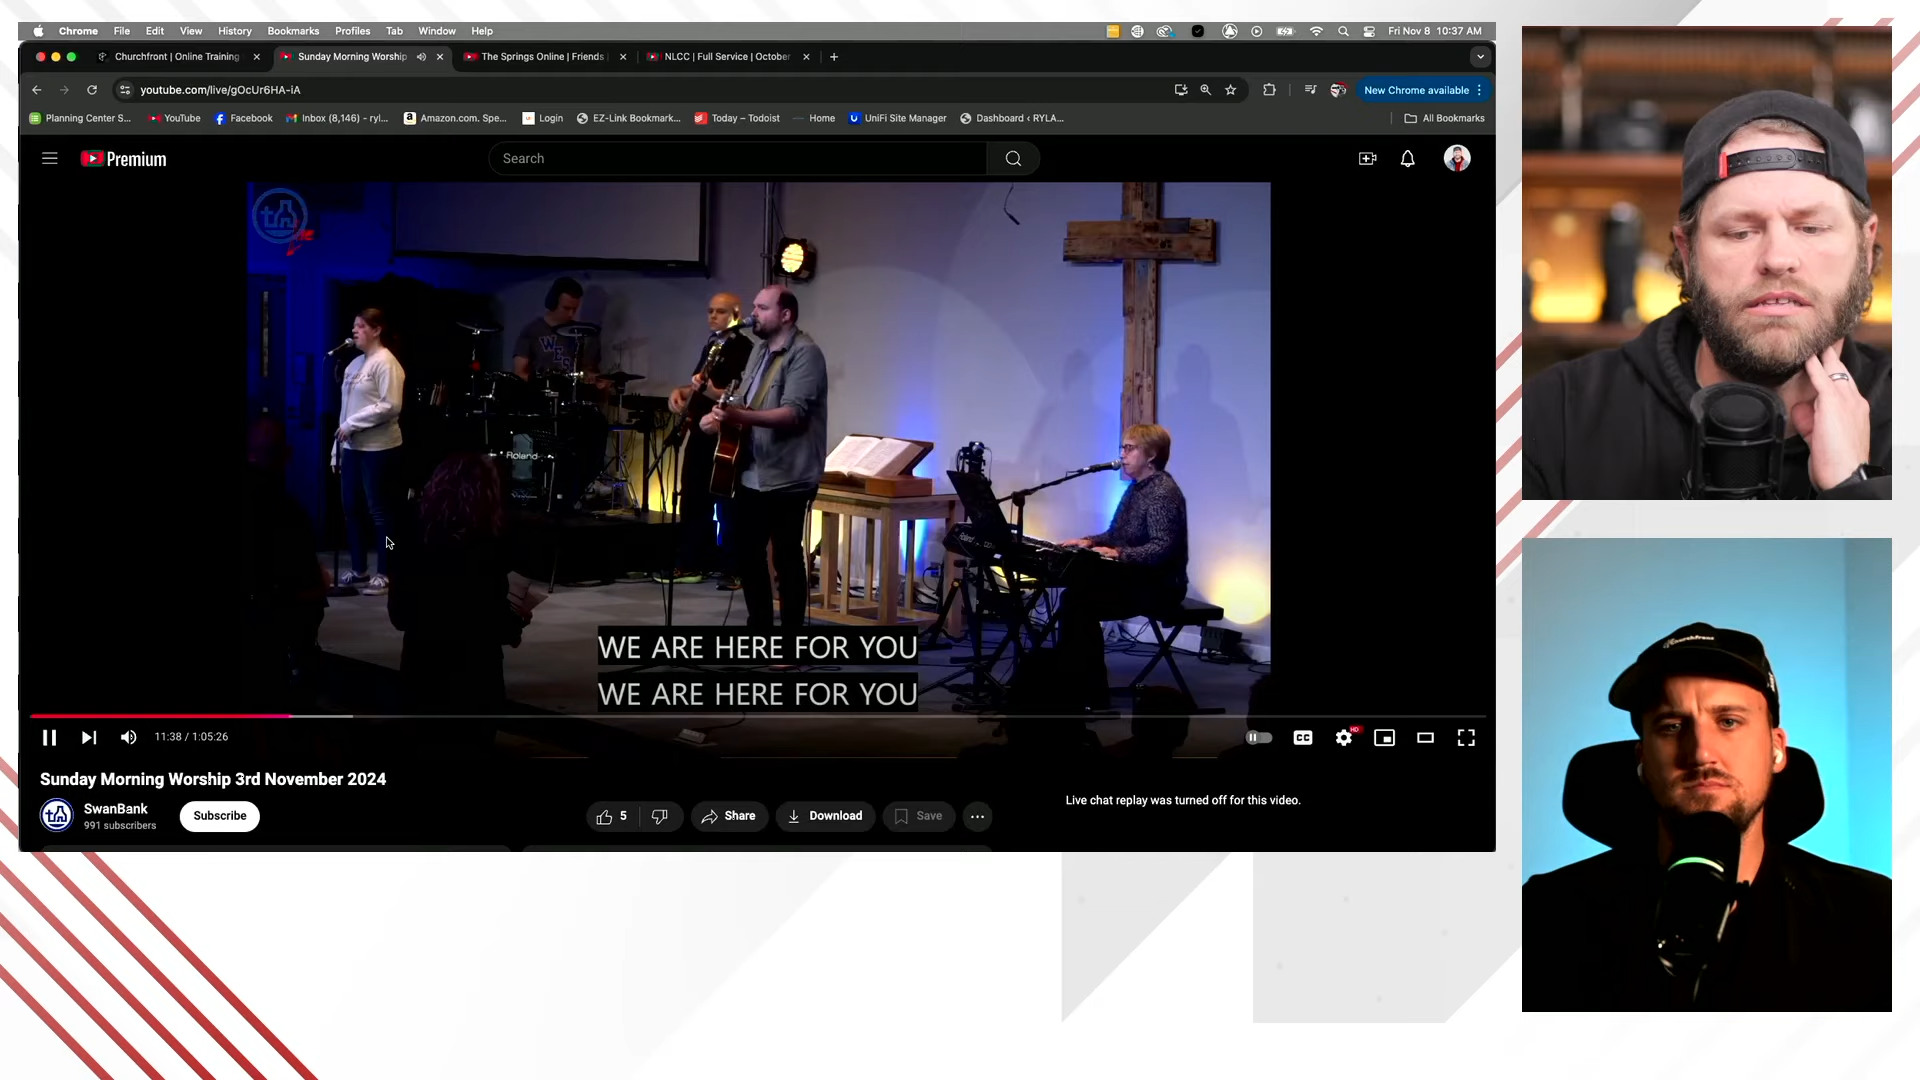 Chrome File Edit View History Bookmarks Profiles Tab Window Help Fri Nov 8 10:37 AM
Churchfront | Online Training Sunday Morning Worship The Springs Online | Friends NLCC | Full Service | October
youtube.com/live/gOcUr6HA-iA New Chrome available
Planning Center S... YouTube Facebook Inbox (8,146) – ryl... Amazon.com. Spe... Login EZ-Link Bookmark... Today – Todoist Home UniFi Site Manager Dashboard ‹ RYLA... All Bookmarks
Premium Search
Roland
WE ARE HERE FOR YOU
WE ARE HERE FOR YOU
11:38 / 1:05:26 CC HD
Sunday Morning Worship 3rd November 2024
SwanBank
991 subscribers
Subscribe 5 Share Download Save
Live chat replay was turned off for this video.